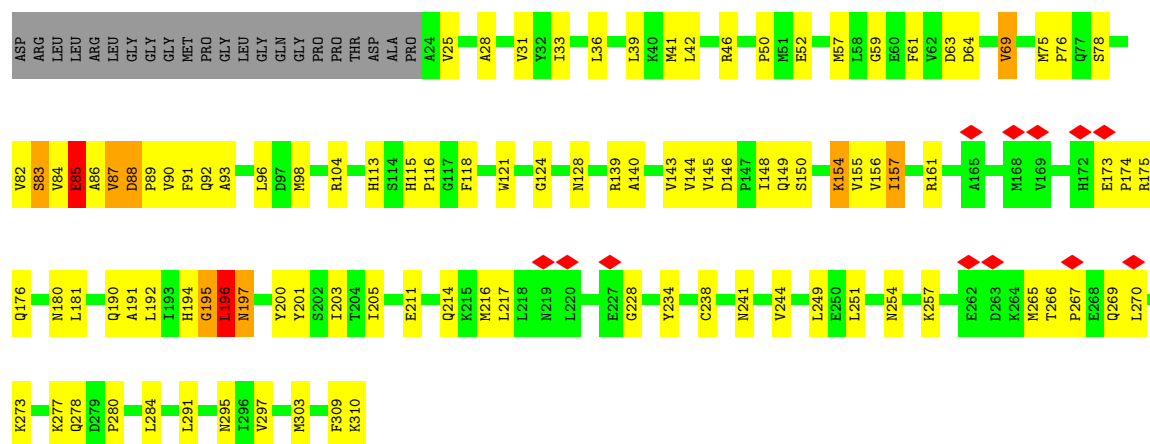 ASP ARG LEU LEU ARG LEU GLY GLY GLY MET PRO GLY LEU GLY GLN GLY PRO PRO THR ASP ALA PRO A24 V25 A28 V31 Y32 I33 L36 L39 K40 M41 L42 R46 P50 M51 E52 M57 L58 G59 E60 F61 V62 D63 D64 V69 M75 P76 Q77 S78
V82 S83 V84 E85 A86 V87 D88 P89 V90 F91 Q92 A93 L96 D97 M98 R104 H113 S114 H115 P116 G117 F118 W121 G124 N128 R139 A140 V143 V144 V145 D146 P147 I148 Q149 S150 K154 V155 V156 I157 R161 A165 M168 V169 H172 E173 P174 R175
Q176 N180 L181 Q190 A191 L192 I193 H194 G195 L196 N197 Y200 Y201 S202 I203 T204 I205 E211 Q214 K215 M216 L217 L218 N219 L220 E227 G228 Y234 C238 N241 V244 L249 E250 L251 N254 K257 E262 D263 K264 M265 T266 P267 E268 Q269 L270
K273 K277 Q278 D279 P280 L284 L291 N295 I296 V297 M303 F309 K310